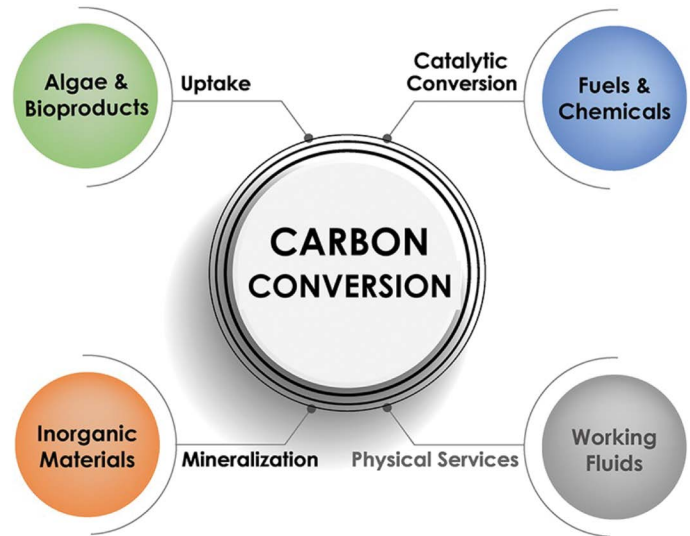 Algae &
Bioproducts
Uptake
Catalytic
Conversion
Fuels &
Chemicals
CARBON
CONVERSION
Inorganic
Materials
Mineralization
Physical Services
Working
Fluids